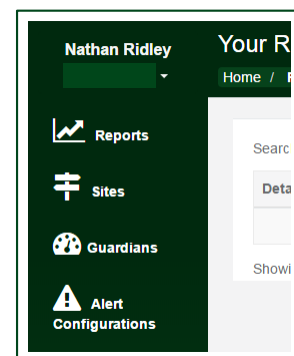 Nathan Ridley
Your R
Home /
Reports
Searc
Sites
Deta
Guardians
Showi
Alert
Configurations